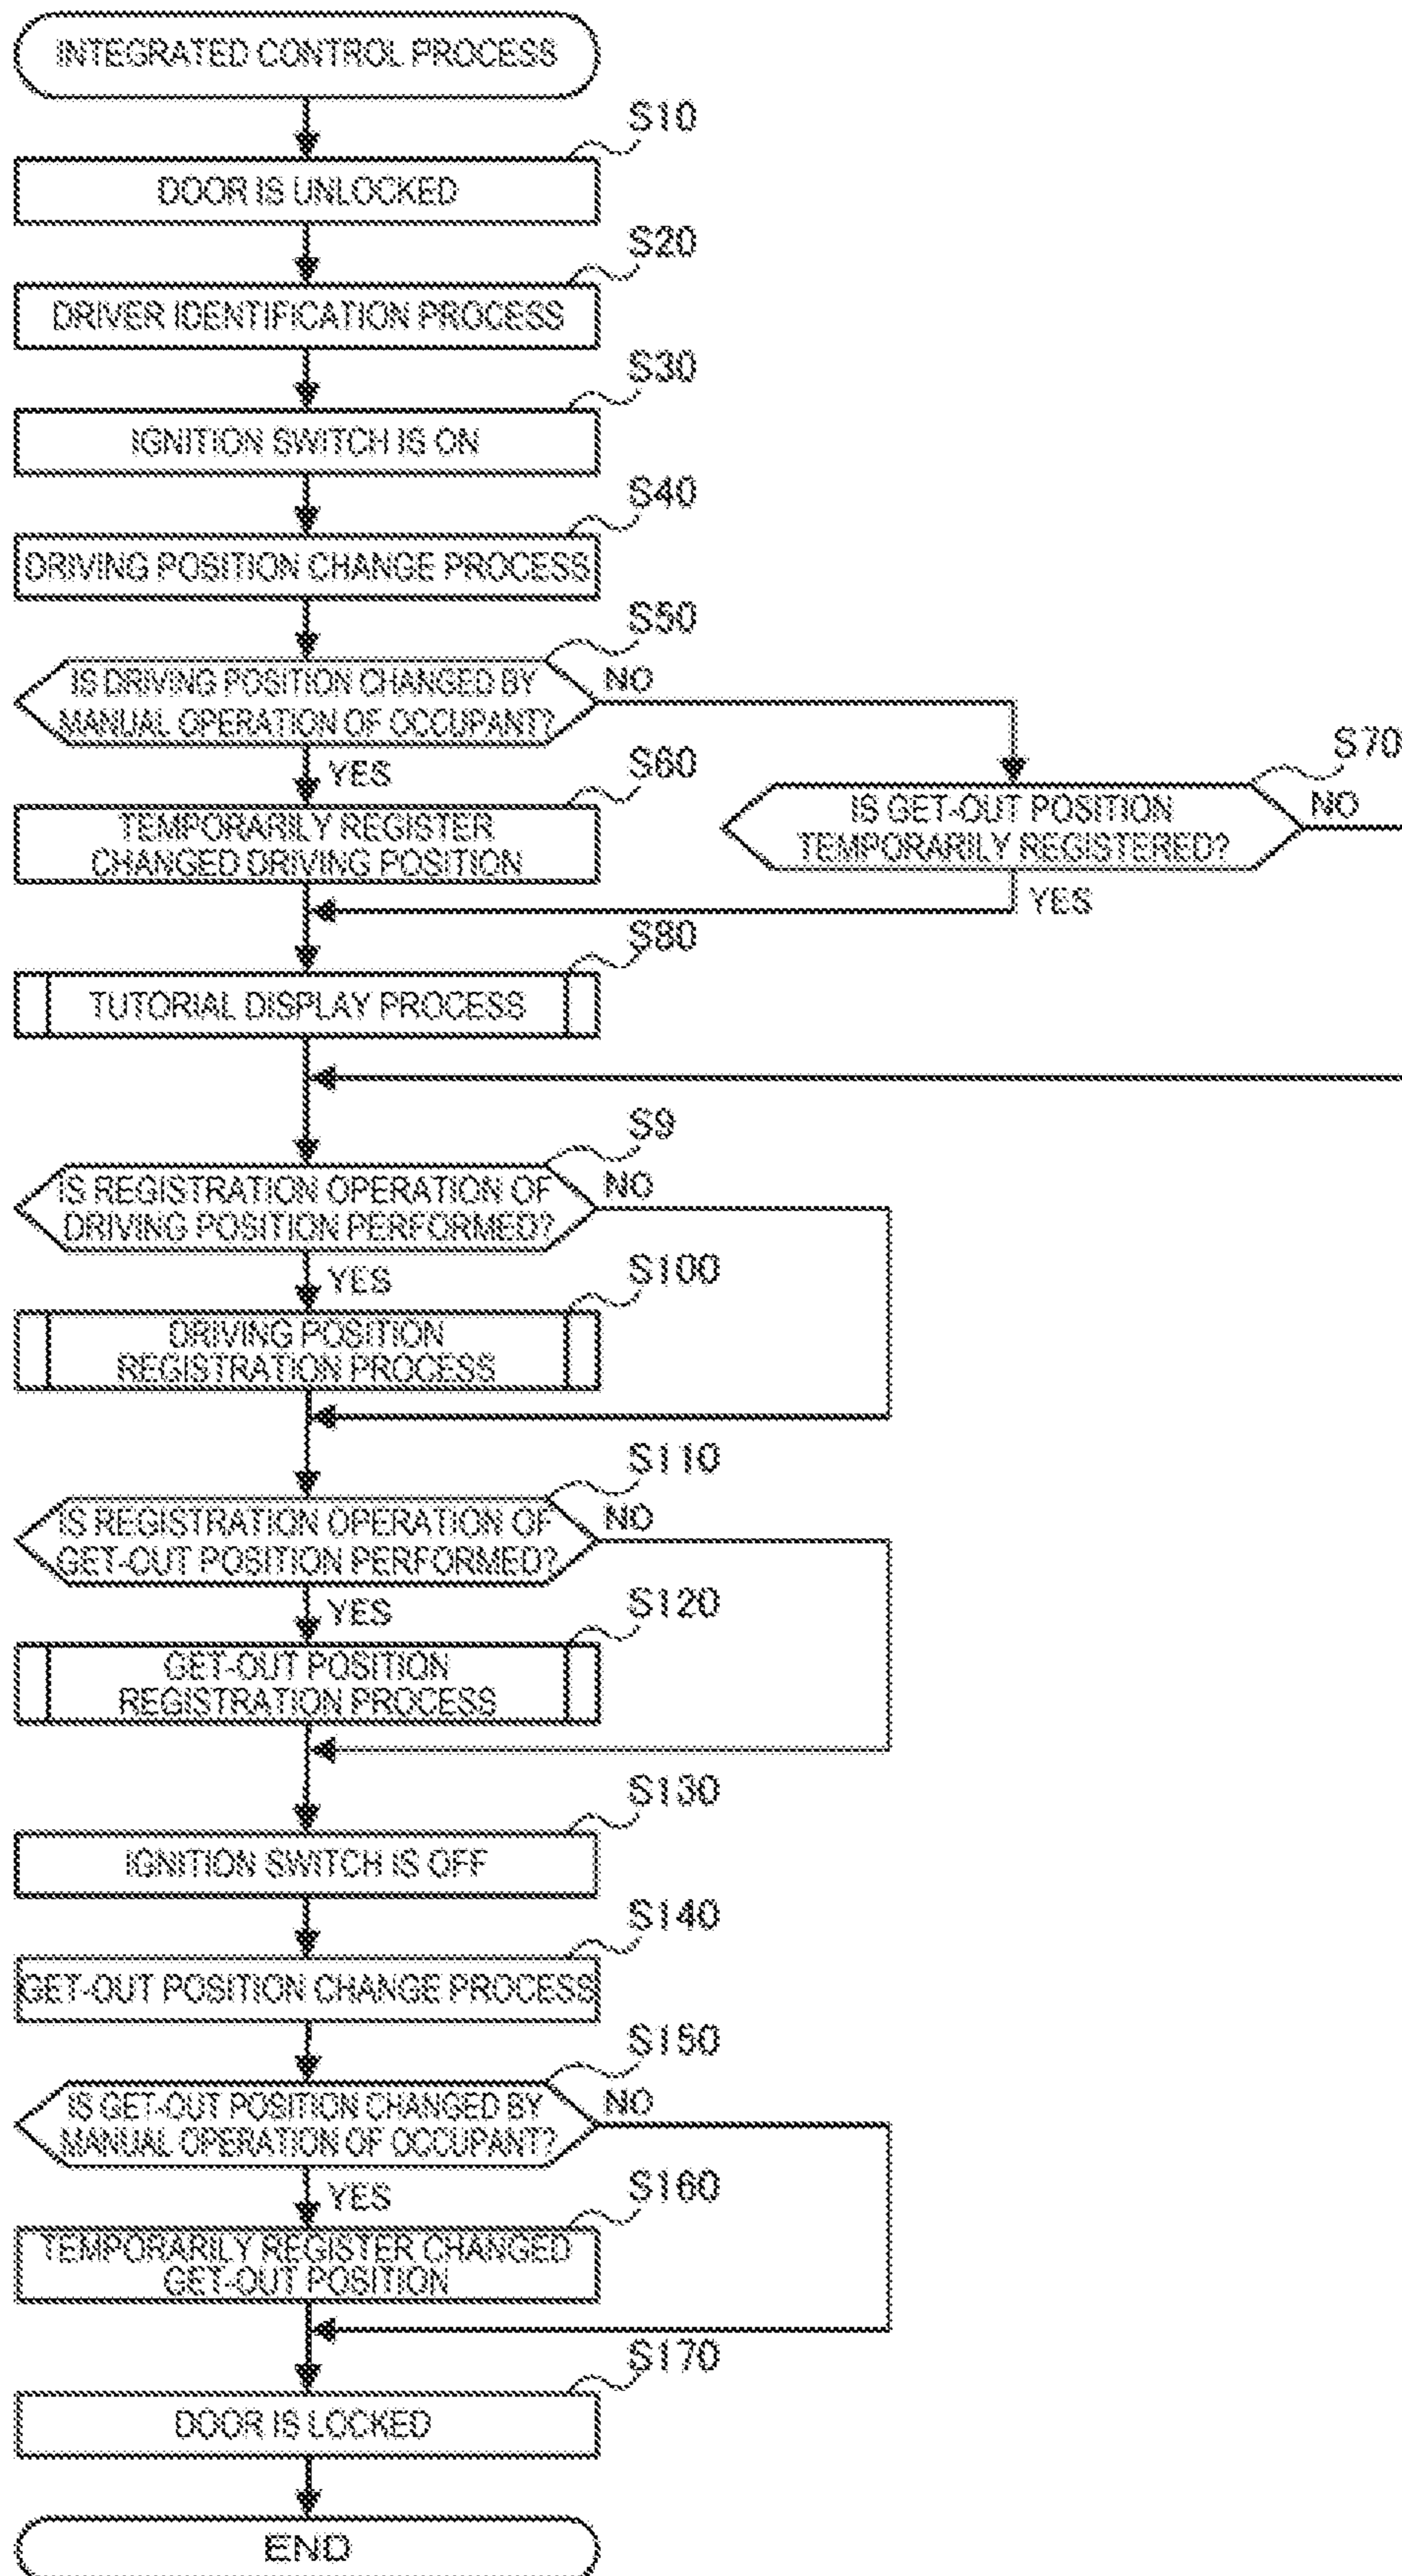 INTEGRATED CONTROL PROCESS
S10
DOOR IS UNLOCKED
S20
DRIVER IDENTIFICATION PROCESS
S30
IGNITION SWITCH IS ON
S40
DRIVING POSITION CHANGE PROCESS
S50
IS DRIVING POSITION CHANGED BY
MANUAL OPERATION OF OCCUPANT?
NO
YES
S60
TEMPORARILY REGISTER
CHANGED DRIVING POSITION
S70
IS GET-OUT POSITION
TEMPORARILY REGISTERED?
NO
YES
S80
TUTORIAL DISPLAY PROCESS
S9
IS REGISTRATION OPERATION OF
DRIVING POSITION PERFORMED?
NO
YES
S100
DRIVING POSITION
REGISTRATION PROCESS
S110
IS REGISTRATION OPERATION OF
GET-OUT POSITION PERFORMED?
NO
YES
S120
GET-OUT POSITION
REGISTRATION PROCESS
S130
IGNITION SWITCH IS OFF
S140
GET-OUT POSITION CHANGE PROCESS
S150
IS GET-OUT POSITION CHANGED BY
MANUAL OPERATION OF OCCUPANT?
NO
YES
S160
TEMPORARILY REGISTER CHANGED
GET-OUT POSITION
S170
DOOR IS LOCKED
END